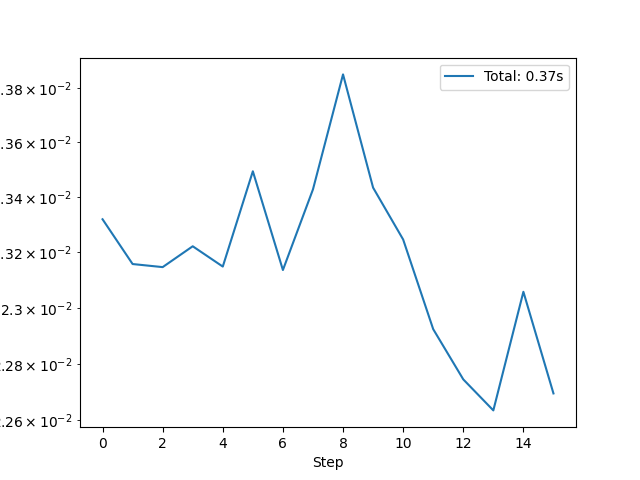 Total: 0.37s
.38 × 10⁻²
.36 × 10⁻²
.34 × 10⁻²
.32 × 10⁻²
2.3 × 10⁻²
.28 × 10⁻²
.26 × 10⁻²
0 2 4 6 8 10 12 14
Step